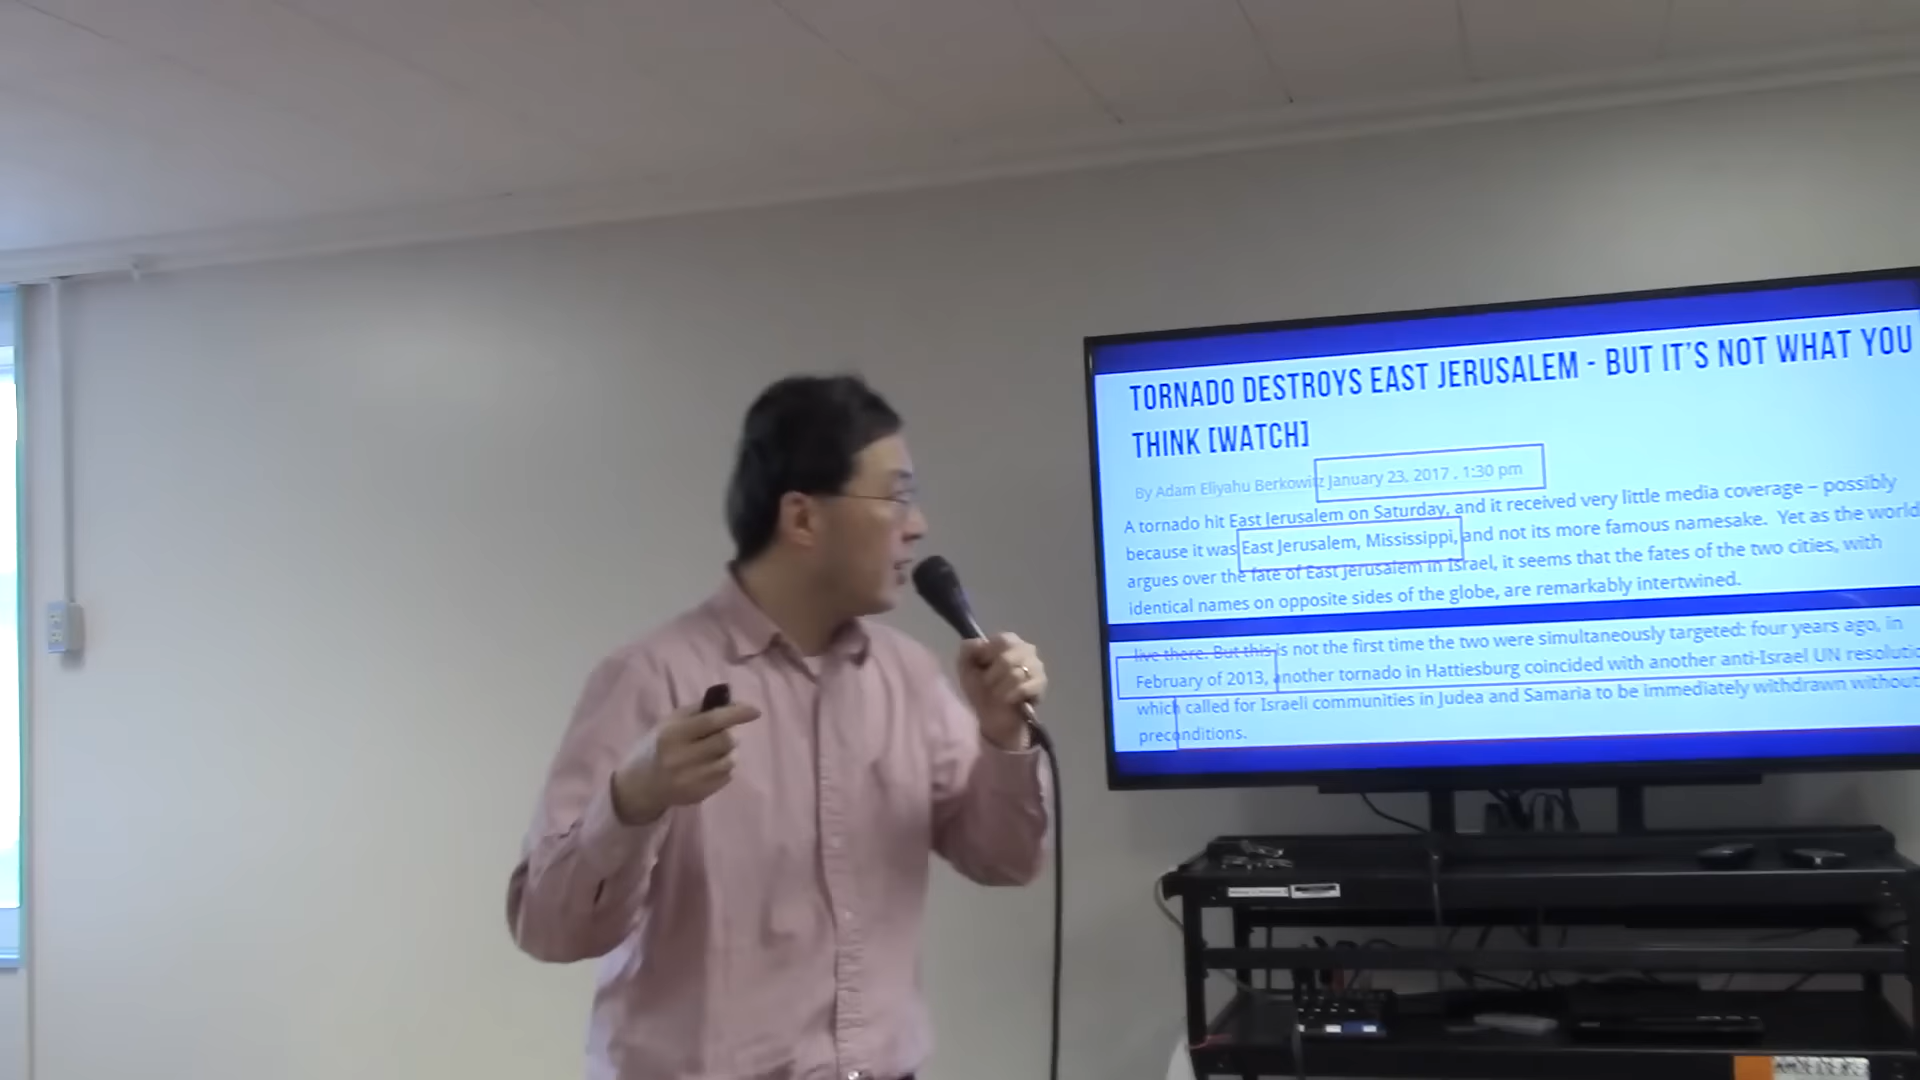 TORNADO DESTROYS EAST JERUSALEM - BUT IT'S NOT WHAT YOU
THINK [WATCH]
By Adam Eliyahu Berkowitz January 23, 2017 , 1:30 pm
A tornado hit East Jerusalem on Saturday, and it received very little media coverage – possibly
because it was East Jerusalem, Mississippi, and not its more famous namesake. Yet as the world
argues over the fate of East Jerusalem in Israel, it seems that the fates of the two cities, with
identical names on opposite sides of the globe, are remarkably intertwined.
live there. But this is not the first time the two were simultaneously targeted: four years ago, in
February of 2013, another tornado in Hattiesburg coincided with another anti-Israel UN
which called for Israeli communities in Judea and Samaria to be immediately withdrawn without
preconditions.